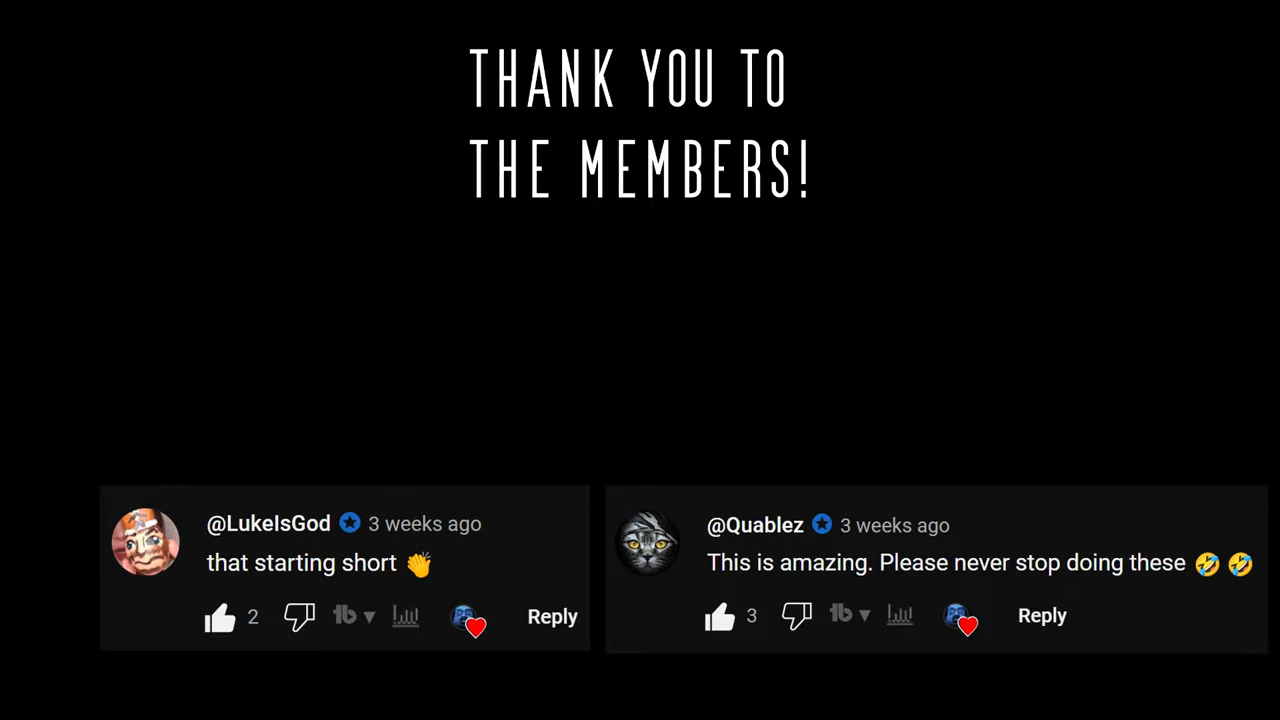 THANK YOU TO
THE MEMBERS!
@LukeIsGod 3 weeks ago
that starting short 👏
2 Reply
@Quablez 3 weeks ago
This is amazing. Please never stop doing these 🤣 🤣
3 Reply